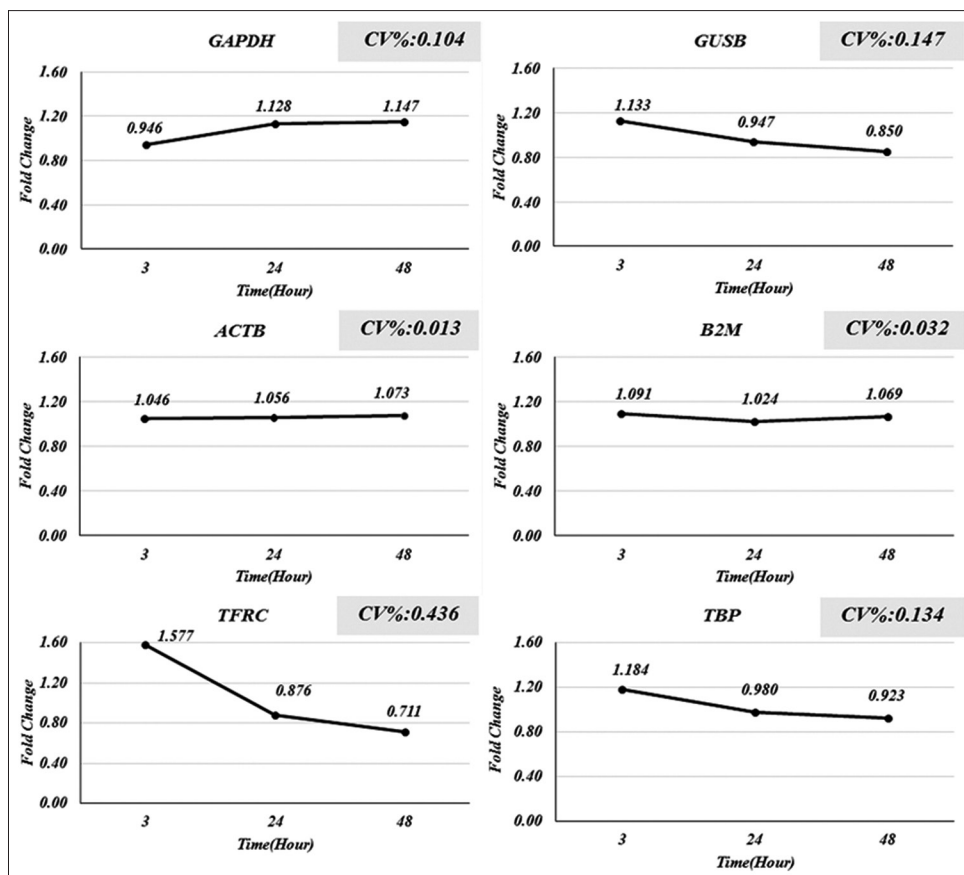 GAPDH
CV%:0.104
Fold Change
1.60
1.20
0.80
0.40
0.00
0.946
1.128
1.147
3
24
48
Time(Hour)
GUSB
CV%:0.147
Fold Change
1.60
1.20
0.80
0.40
0.00
1.133
0.947
0.850
3
24
48
Time(Hour)
ACTB
CV%:0.013
Fold Change
1.60
1.20
0.80
0.40
0.00
1.046
1.056
1.073
3
24
48
Time(Hour)
B2M
CV%:0.032
Fold Change
1.60
1.20
0.80
0.40
0.00
1.091
1.024
1.069
3
24
48
Time(Hour)
TFRC
CV%:0.436
Fold Change
1.60
1.20
0.80
0.40
0.00
1.577
0.876
0.711
3
24
48
Time(Hour)
TBP
CV%:0.134
Fold Change
1.60
1.20
0.80
0.40
0.00
1.184
0.980
0.923
3
24
48
Time(Hour)